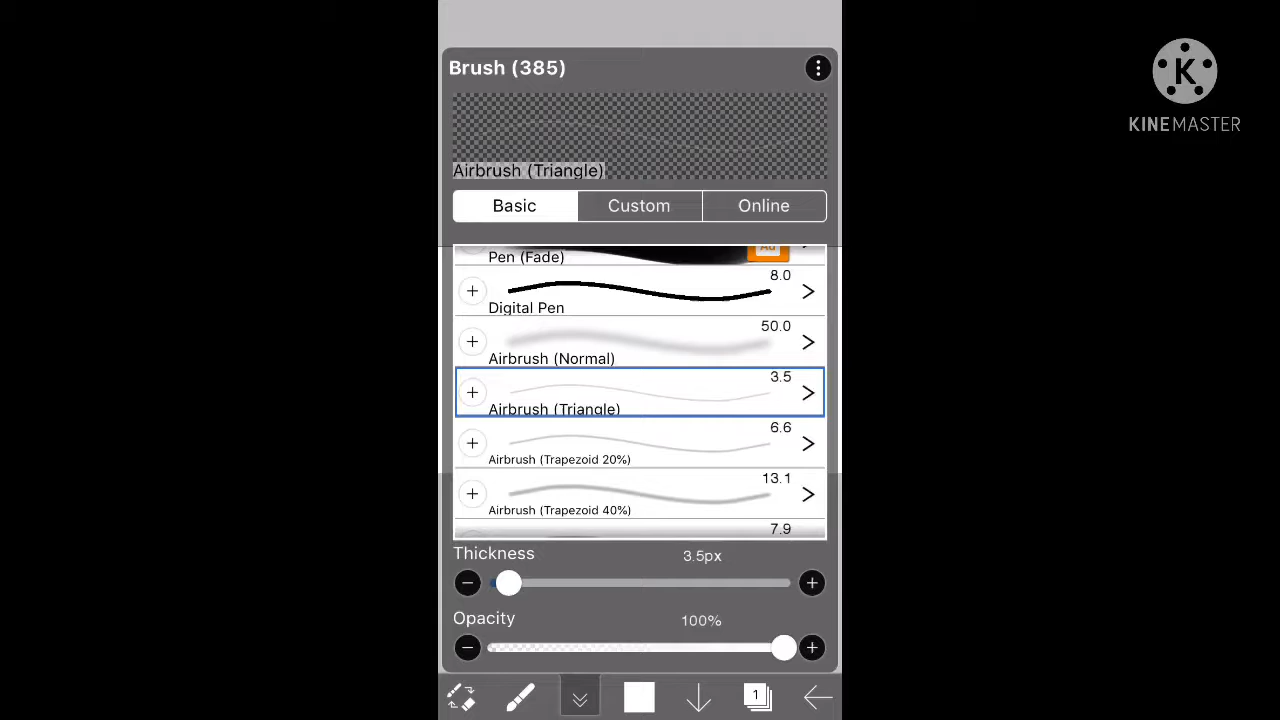 Brush (385)
KINEMASTER
Airbrush (Triangle)
Basic
Custom
Online
Ad
Pen (Fade)
8.0
Digital Pen
50.0
Airbrush (Normal)
3.5
Airbrush (Triangle)
6.6
Airbrush (Trapezoid 20%)
13.1
Airbrush (Trapezoid 40%)
7.9
Thickness
3.5px
Opacity
100%
1